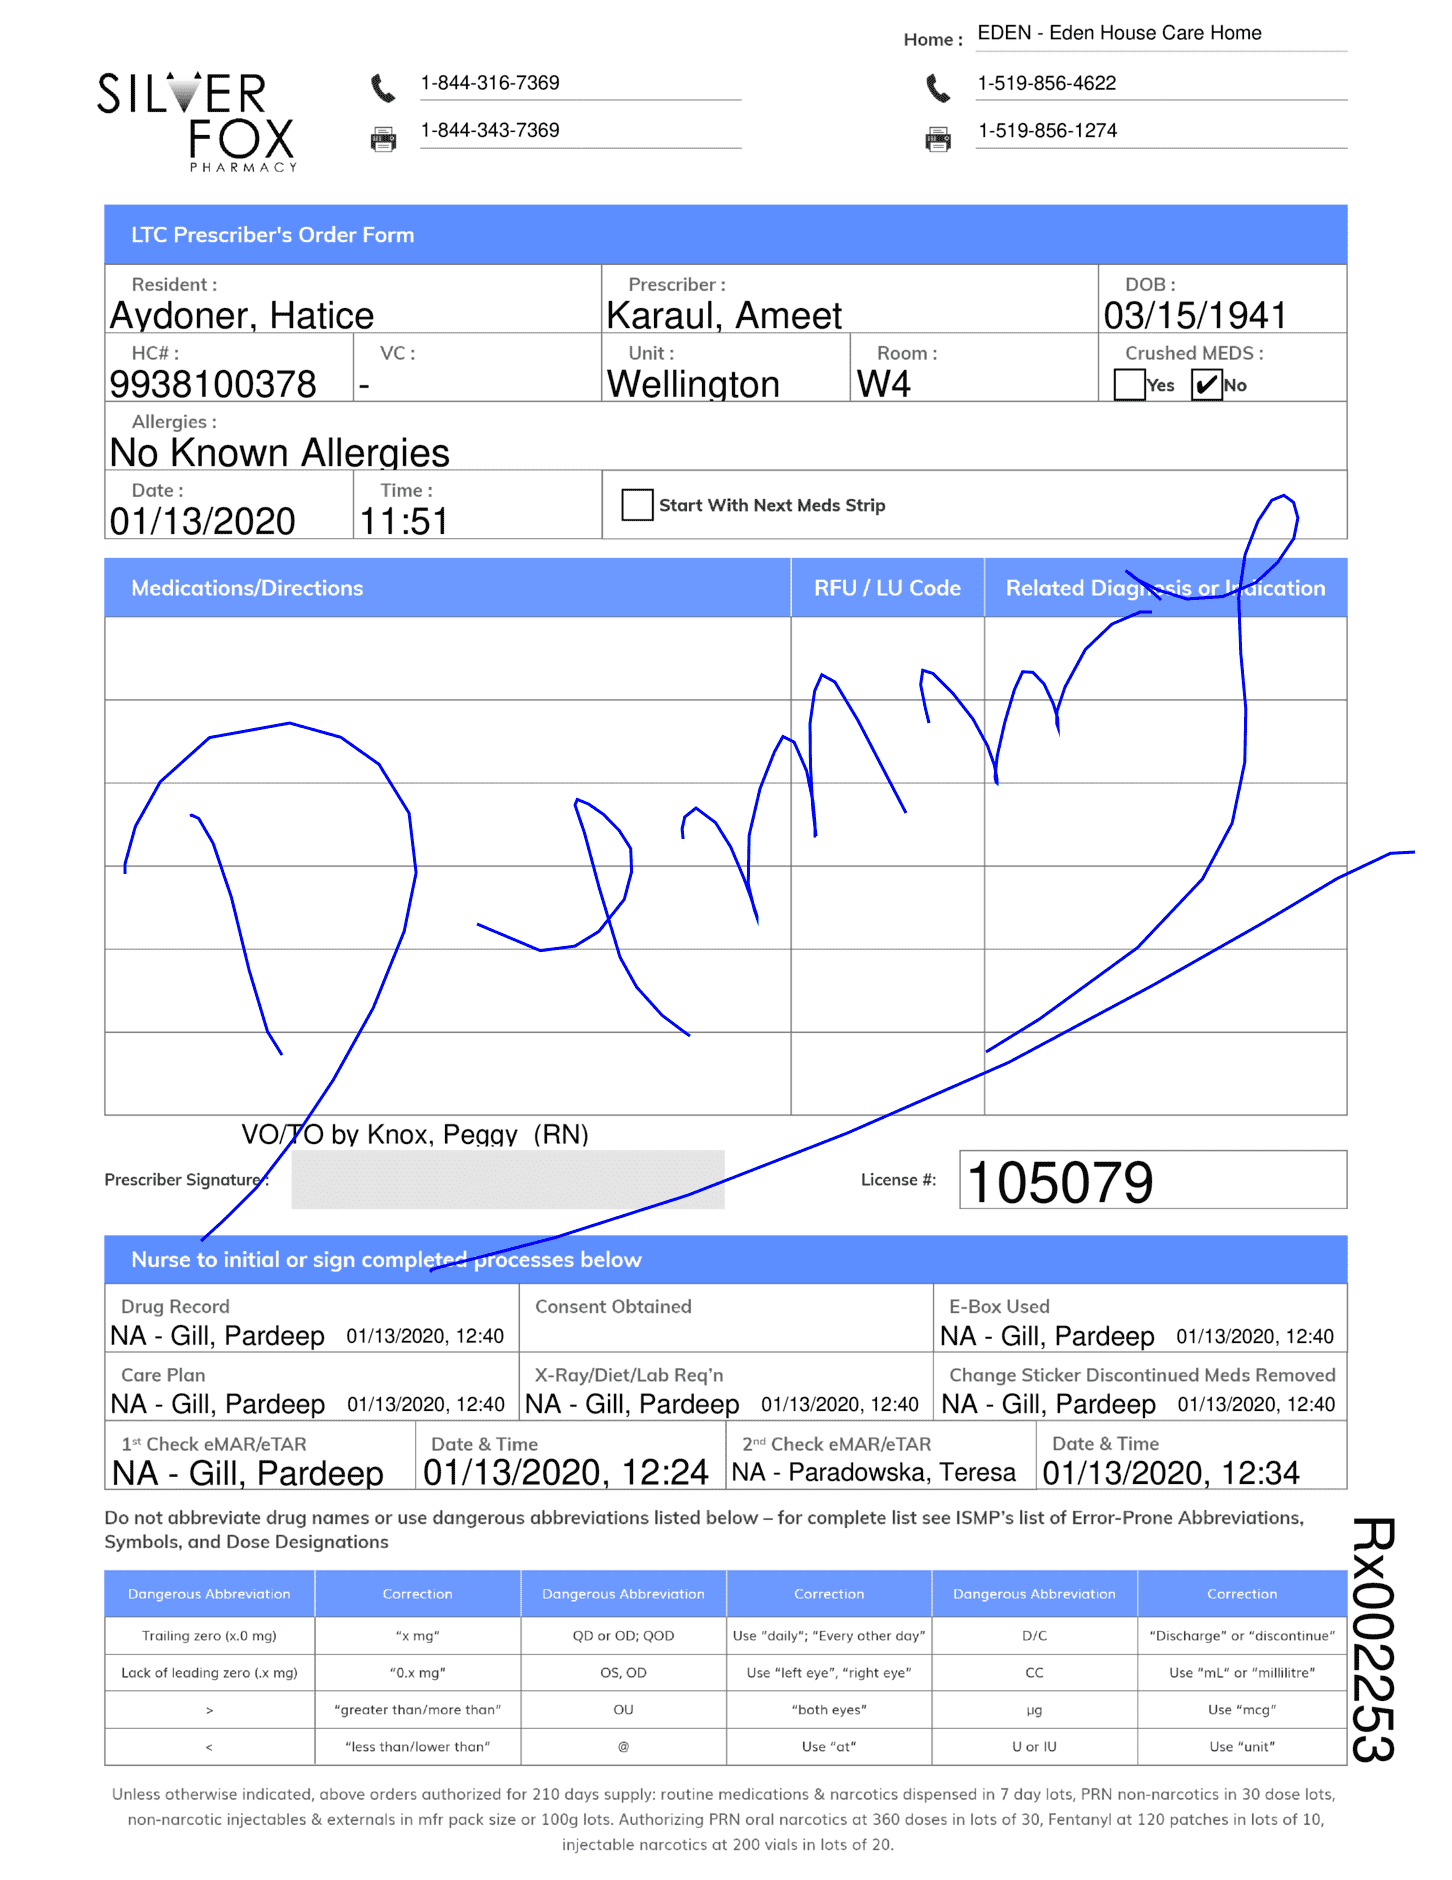 Home : EDEN - Eden House Care Home
SILVER FOX PHARMACY
1-844-316-7369
1-519-856-4622
1-844-343-7369
1-519-856-1274
LTC Prescriber's Order Form
Resident : Prescriber : DOB :
Aydoner, Hatice Karaul, Ameet 03/15/1941
HC# : VC : Unit : Room : Crushed MEDS :
9938100378 - Wellington W4 Yes ✔ No
Allergies :
No Known Allergies
Date : Time :
01/13/2020 11:51 Start With Next Meds Strip
Medications/Directions RFU / LU Code Related Diagnosis or Indication
VO/TO by Knox, Peggy (RN)
Prescriber Signature: License #: 105079
Nurse to initial or sign completed processes below
Drug Record Consent Obtained E-Box Used
NA - Gill, Pardeep 01/13/2020, 12:40 NA - Gill, Pardeep 01/13/2020, 12:40
Care Plan X-Ray/Diet/Lab Req'n Change Sticker Discontinued Meds Removed
NA - Gill, Pardeep 01/13/2020, 12:40 NA - Gill, Pardeep 01/13/2020, 12:40 NA - Gill, Pardeep 01/13/2020, 12:40
1st Check eMAR/eTAR Date & Time 2nd Check eMAR/eTAR Date & Time
NA - Gill, Pardeep 01/13/2020, 12:24 NA - Paradowska, Teresa 01/13/2020, 12:34
Do not abbreviate drug names or use dangerous abbreviations listed below – for complete list see ISMP's list of Error-Prone Abbreviations,
Symbols, and Dose Designations
Dangerous Abbreviation Correction Dangerous Abbreviation Correction Dangerous Abbreviation Correction
Trailing zero (x.0 mg) "x mg" QD or OD; QOD Use "daily"; "Every other day" D/C "Discharge" or "discontinue"
Lack of leading zero (.x mg) "0.x mg" OS, OD Use "left eye", "right eye" CC Use "mL" or "millilitre"
> "greater than/more than" OU "both eyes" µg Use "mcg"
< "less than/lower than" @ Use "at" U or IU Use "unit"
Rx002253
Unless otherwise indicated, above orders authorized for 210 days supply: routine medications & narcotics dispensed in 7 day lots, PRN non-narcotics in 30 dose lots,
non-narcotic injectables & externals in mfr pack size or 100g lots. Authorizing PRN oral narcotics at 360 doses in lots of 30, Fentanyl at 120 patches in lots of 10,
injectable narcotics at 200 vials in lots of 20.